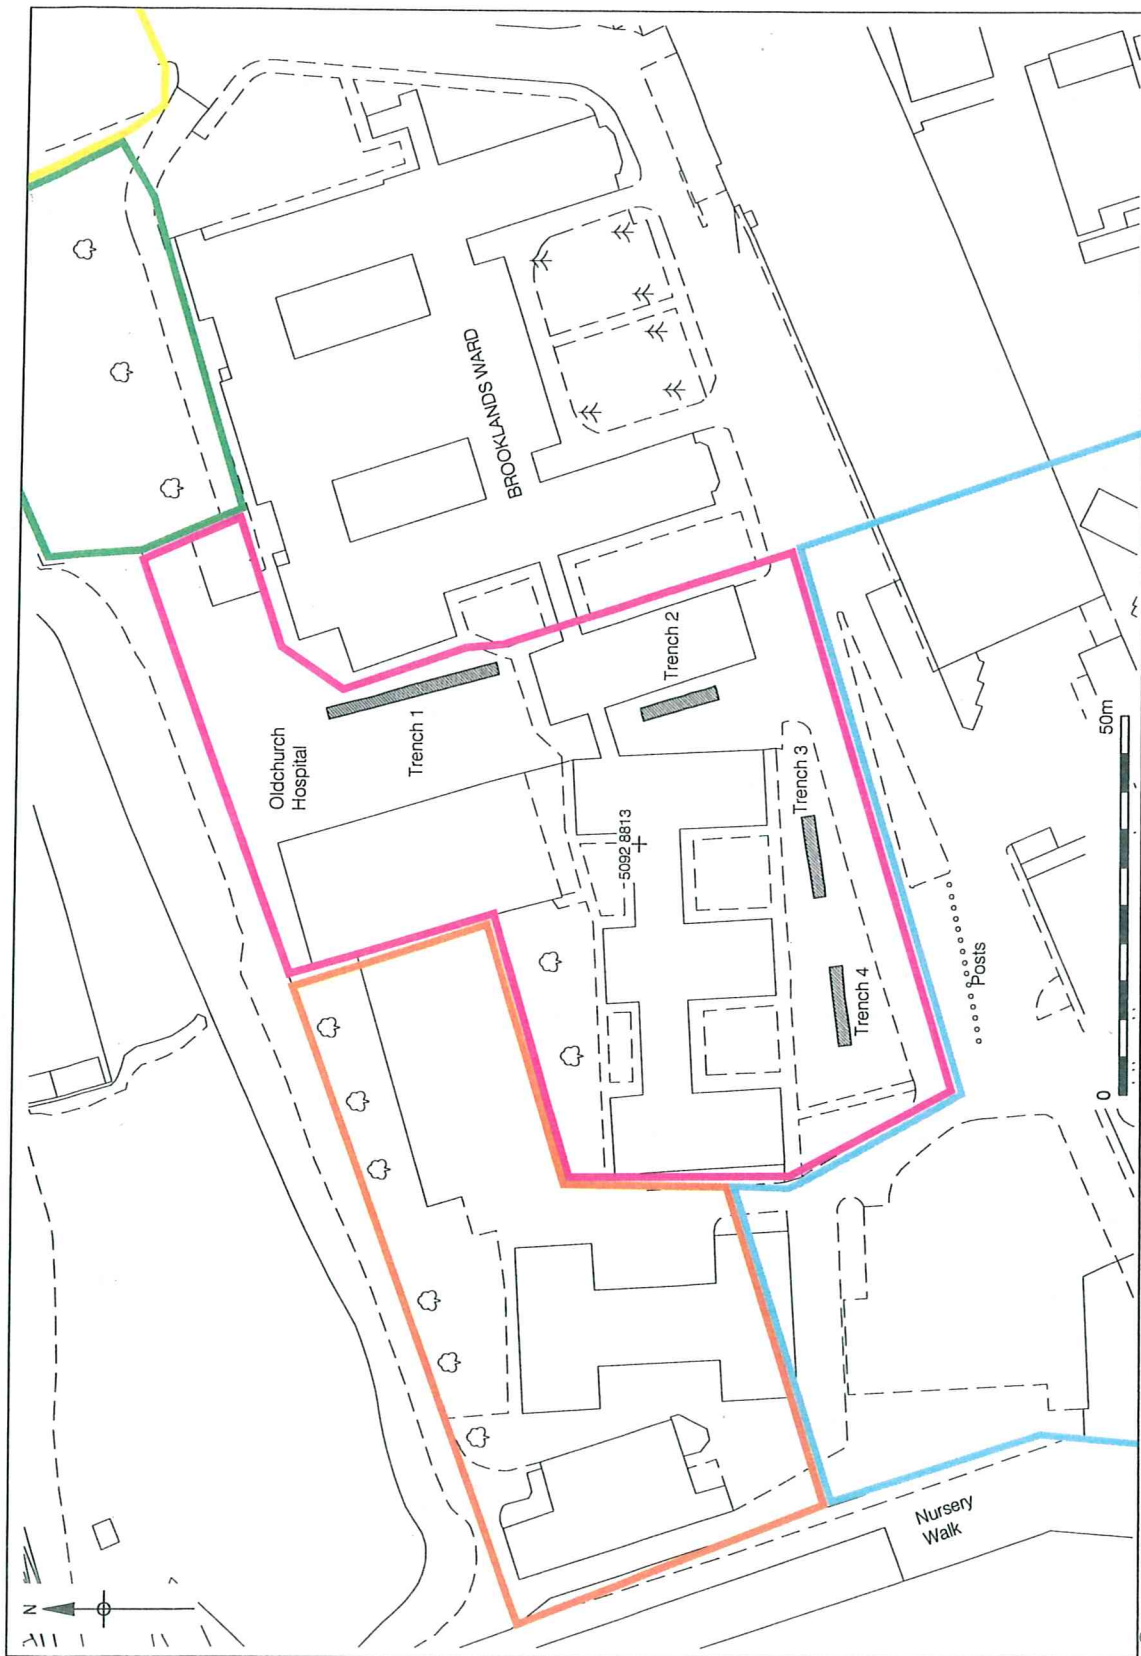 N
Oldchurch
Hospital
Trench 1
BROOKLANDS WARD
Trench 2
5092 8813
Trench 3
Trench 4
Posts
Nursery
Walk
0
50m